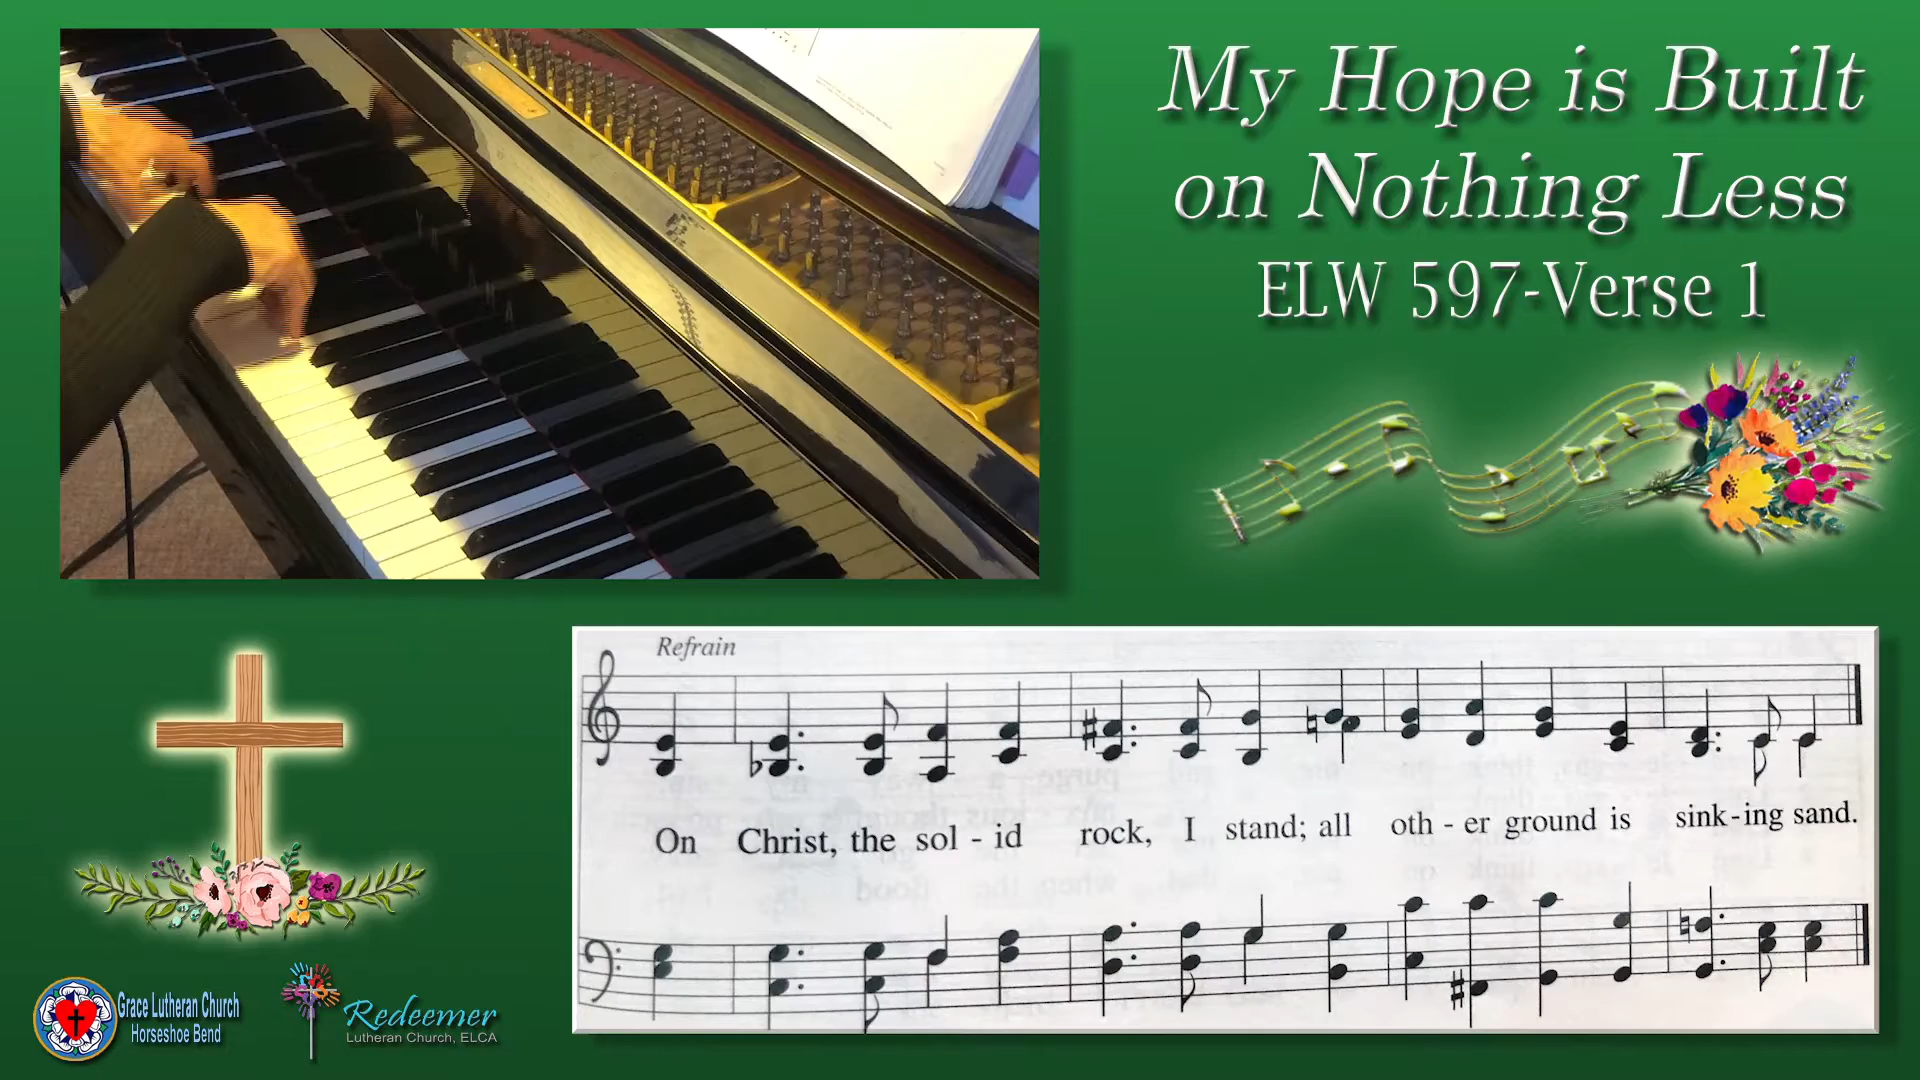 My Hope is Built
on Nothing Less
ELW 597-Verse 1
Refrain
On Christ, the sol - id rock, I stand; all oth - er ground is sink-ing sand.
Grace Lutheran Church
Horseshoe Bend
Redeemer
Lutheran Church, ELCA